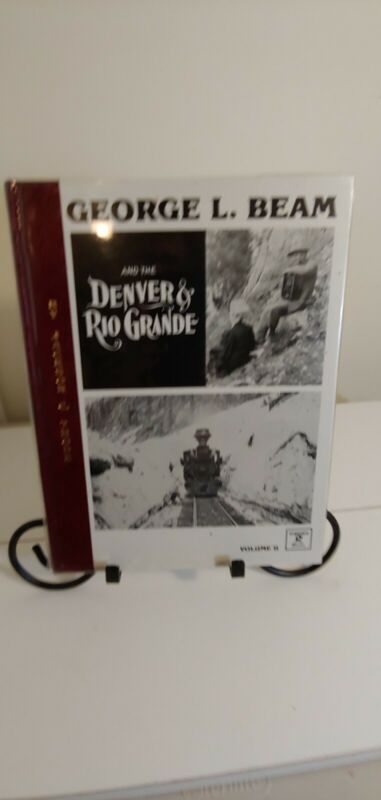 GEORGE L. BEAM
AND THE
DENVER &
RIO GRANDE
VOLUME II